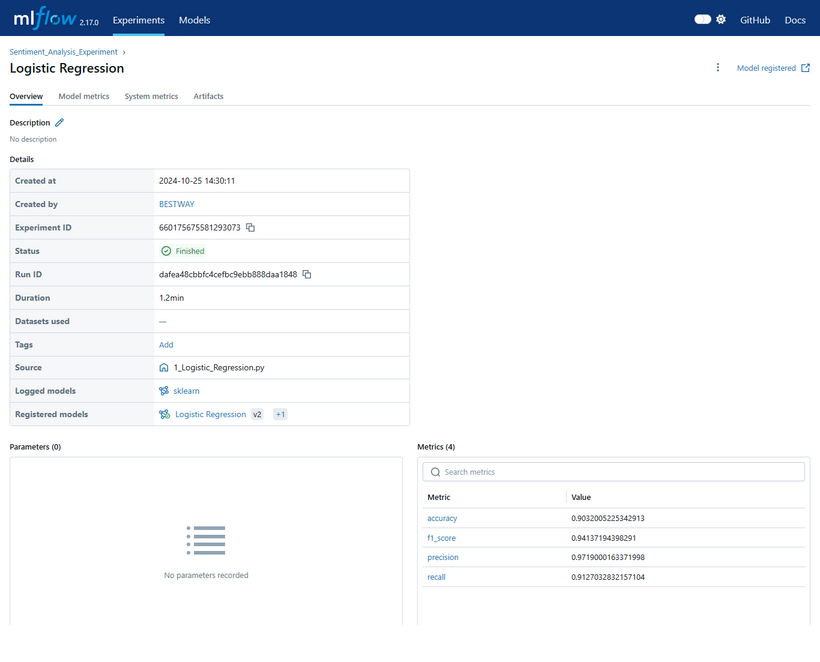 mlflow 2.17.0 Experiments Models GitHub Docs
Sentiment_Analysis_Experiment ›
Logistic Regression
Model registered
Overview Model metrics System metrics Artifacts
Description
No description
Details
Created at 2024-10-25 14:30:11
Created by BESTWAY
Experiment ID 660175675581293073
Status Finished
Run ID dafea48cbbfc4cefbc9ebb888daa1848
Duration 1.2min
Datasets used —
Tags Add
Source 1_Logistic_Regression.py
Logged models sklearn
Registered models Logistic Regression v2 +1
Parameters (0)
No parameters recorded
Metrics (4)
Search metrics
Metric Value
accuracy 0.9032005225342913
f1_score 0.94137194398291
precision 0.9719000163371998
recall 0.9127032832157104